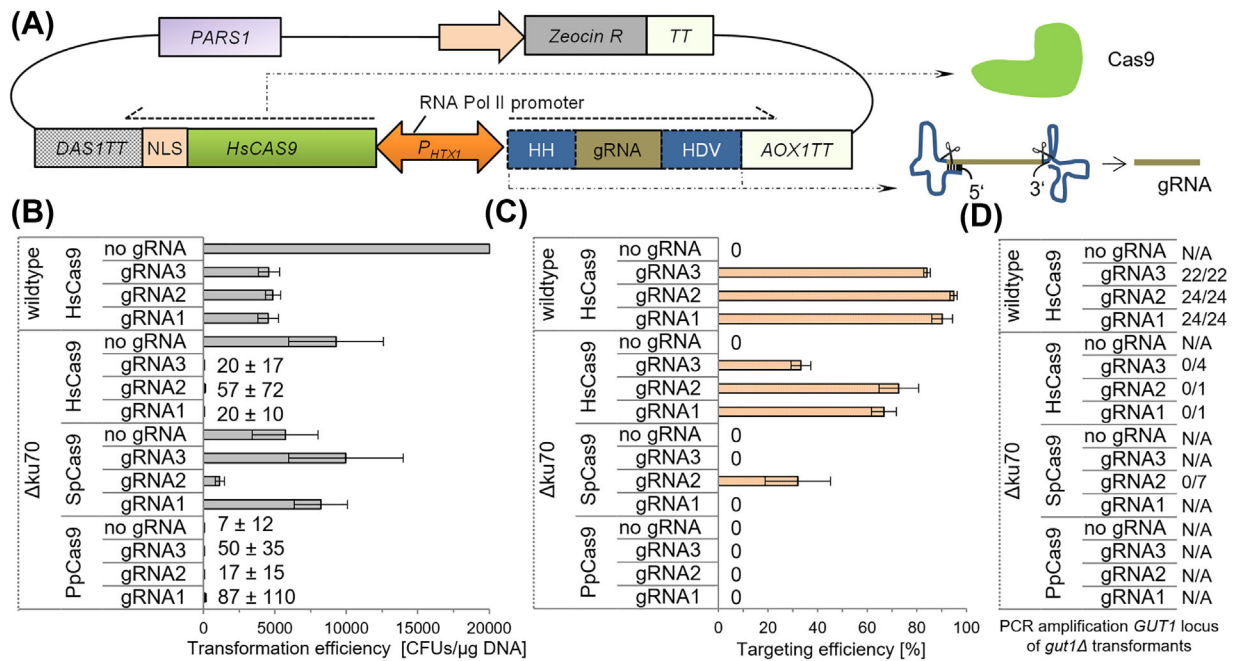 (A)
PARS1
Zeocin R
TT
Cas9
RNA Pol II promoter
DAS1TT
NLS
HsCAS9
P_HTX1
HH
gRNA
HDV
AOX1TT
5‘
3‘
gRNA
(B)
wildtype
HsCas9
no gRNA
gRNA3
gRNA2
gRNA1
Δku70
HsCas9
no gRNA
gRNA3 20 ± 17
gRNA2 57 ± 72
gRNA1 20 ± 10
SpCas9
no gRNA
gRNA3
gRNA2
gRNA1
PpCas9
no gRNA 7 ± 12
gRNA3 50 ± 35
gRNA2 17 ± 15
gRNA1 87 ± 110
0 5000 10000 15000 20000
Transformation efficiency [CFUs/µg DNA]
(C)
wildtype
HsCas9
no gRNA 0
gRNA3
gRNA2
gRNA1
Δku70
HsCas9
no gRNA 0
gRNA3
gRNA2
gRNA1
SpCas9
no gRNA 0
gRNA3 0
gRNA2
gRNA1 0
PpCas9
no gRNA 0
gRNA3 0
gRNA2 0
gRNA1 0
0 20 40 60 80 100
Targeting efficiency [%]
(D)
wildtype
HsCas9
no gRNA N/A
gRNA3 22/22
gRNA2 24/24
gRNA1 24/24
Δku70
HsCas9
no gRNA N/A
gRNA3 0/4
gRNA2 0/1
gRNA1 0/1
SpCas9
no gRNA N/A
gRNA3 N/A
gRNA2 0/7
gRNA1 N/A
PpCas9
no gRNA N/A
gRNA3 N/A
gRNA2 N/A
gRNA1 N/A
PCR amplification GUT1 locus
of gut1Δ transformants